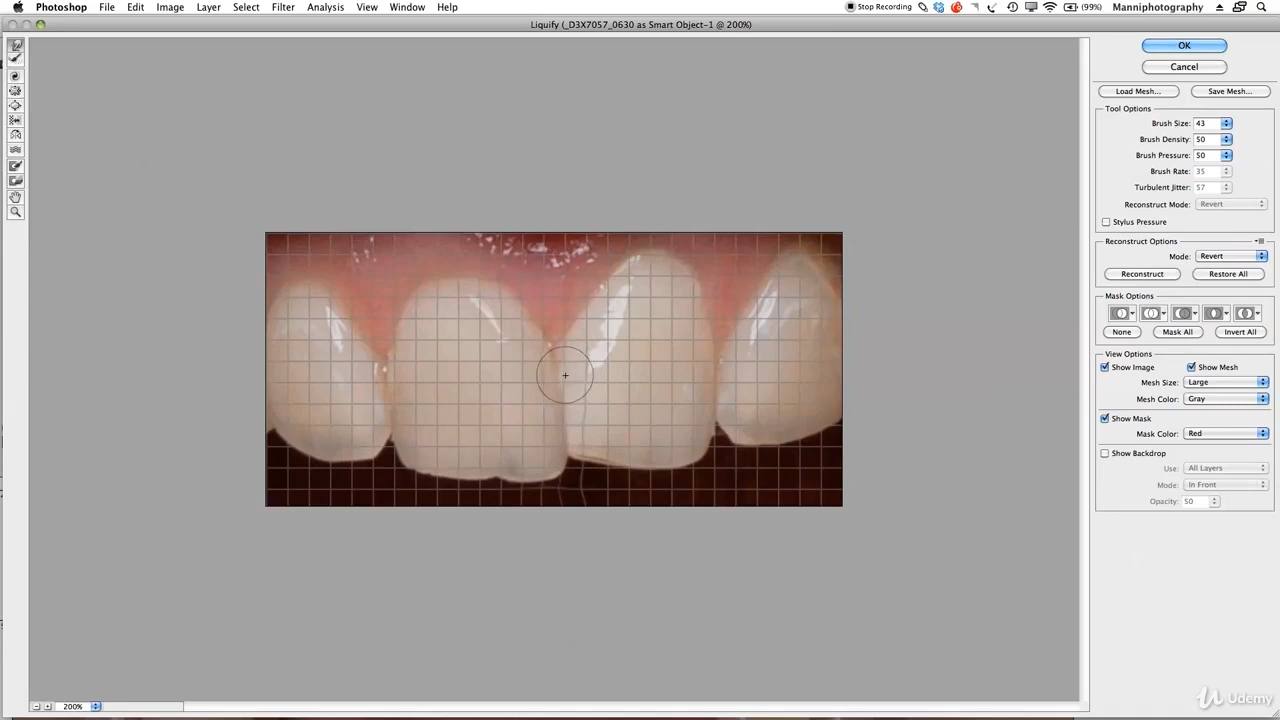 Photoshop File Edit Image Layer Select Filter Analysis View Window Help Stop Recording (99%) Manniphotography
Liquify (_D3X7057_0630 as Smart Object-1 @ 200%)
OK
Cancel
Load Mesh... Save Mesh...
Tool Options
Brush Size: 43
Brush Density: 50
Brush Pressure: 50
Brush Rate: 35
Turbulent Jitter: 57
Reconstruct Mode: Revert
Stylus Pressure
Reconstruct Options
Mode: Revert
Reconstruct Restore All
Mask Options
None Mask All Invert All
View Options
Show Image Show Mesh
Mesh Size: Large
Mesh Color: Gray
Show Mask
Mask Color: Red
Show Backdrop
Use: All Layers
Mode: In Front
Opacity: 50
200%
Udemy